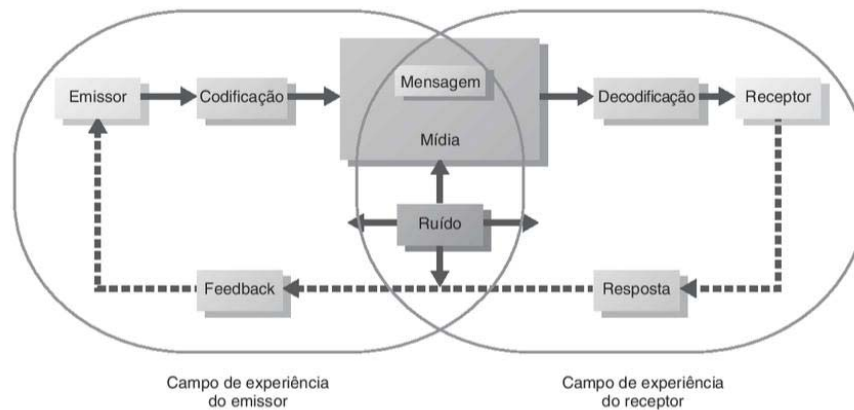 Emissor
Codificação
Mensagem
Mídia
Decodificação
Receptor
Ruído
Feedback
Resposta
Campo de experiência
do emissor
Campo de experiência
do receptor